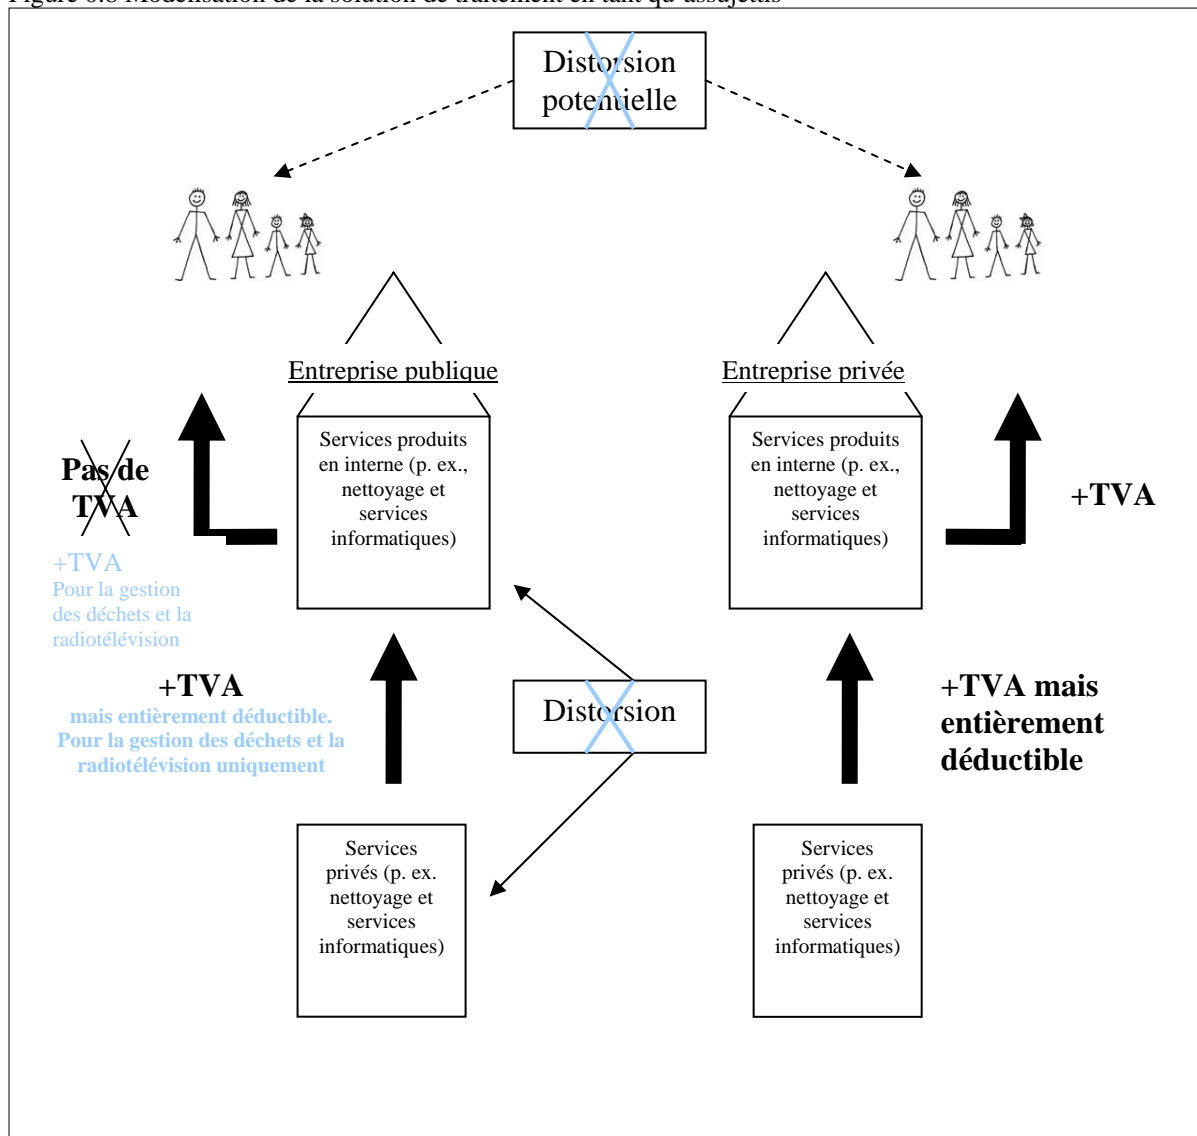 Figure 6.8 Modélisation de la solution de traitement en tant qu'assujettis
Distorsion
potentielle
Entreprise publique
Entreprise privée
Services produits
en interne (p. ex.,
nettoyage et
services
informatiques)
Services produits
en interne (p. ex.,
nettoyage et
services
informatiques)
Pas de
TVA
+TVA
Pour la gestion
des déchets et la
radiotélévision
+TVA
+TVA
mais entièrement déductible.
Pour la gestion des déchets et la
radiotélévision uniquement
Distorsion
+TVA mais
entièrement
déductible
Services
privés (p. ex.
nettoyage et
services
informatiques)
Services
privés (p. ex.
nettoyage et
services
informatiques)